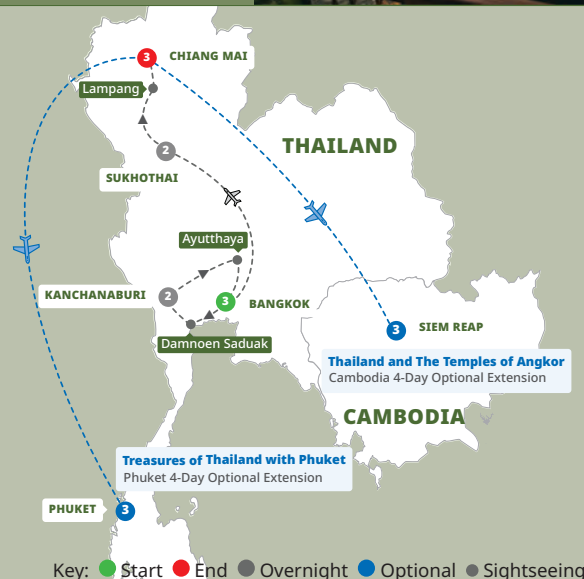 3 CHIANG MAI
Lampang
THAILAND
2
SUKHOTHAI
Ayutthaya
KANCHANABURI 2
3 BANGKOK
Damnoen Saduak
3 SIEM REAP
Thailand and The Temples of Angkor
Cambodia 4-Day Optional Extension
CAMBODIA
Treasures of Thailand with Phuket
Phuket 4-Day Optional Extension
PHUKET 3
Key: Start End Overnight Optional Sightseeing